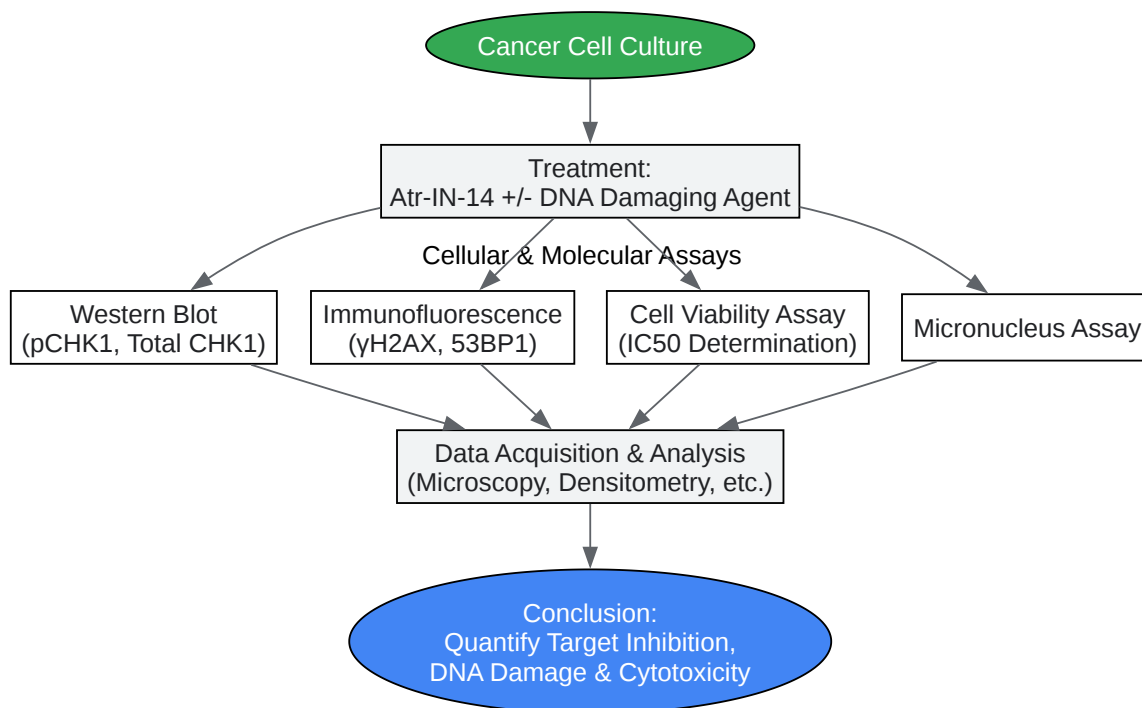 Cancer Cell Culture
Treatment:
Atr-IN-14 +/- DNA Damaging Agent
Cellular & Molecular Assays
Western Blot
(pCHK1, Total CHK1)
Immunofluorescence
(γH2AX, 53BP1)
Cell Viability Assay
(IC50 Determination)
Micronucleus Assay
Data Acquisition & Analysis
(Microscopy, Densitometry, etc.)
Conclusion:
Quantify Target Inhibition,
DNA Damage & Cytotoxicity